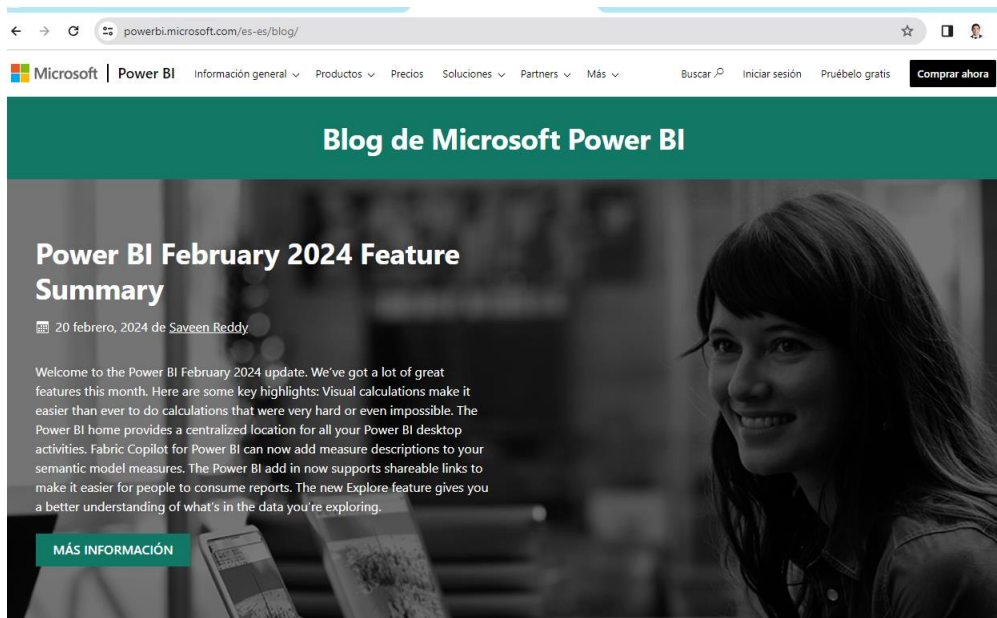 powerbi.microsoft.com/es-es/blog/
Microsoft | Power BI Información general Productos Precios Soluciones Partners Más Buscar Iniciar sesión Pruébelo gratis Comprar ahora
Blog de Microsoft Power BI
Power BI February 2024 Feature
Summary
20 febrero, 2024 de Saveen Reddy
Welcome to the Power BI February 2024 update. We've got a lot of great
features this month. Here are some key highlights: Visual calculations make it
easier than ever to do calculations that were very hard or even impossible. The
Power BI home provides a centralized location for all your Power BI desktop
activities. Fabric Copilot for Power BI can now add measure descriptions to your
semantic model measures. The Power BI add in now supports shareable links to
make it easier for people to consume reports. The new Explore feature gives you
a better understanding of what's in the data you're exploring.
MÁS INFORMACIÓN